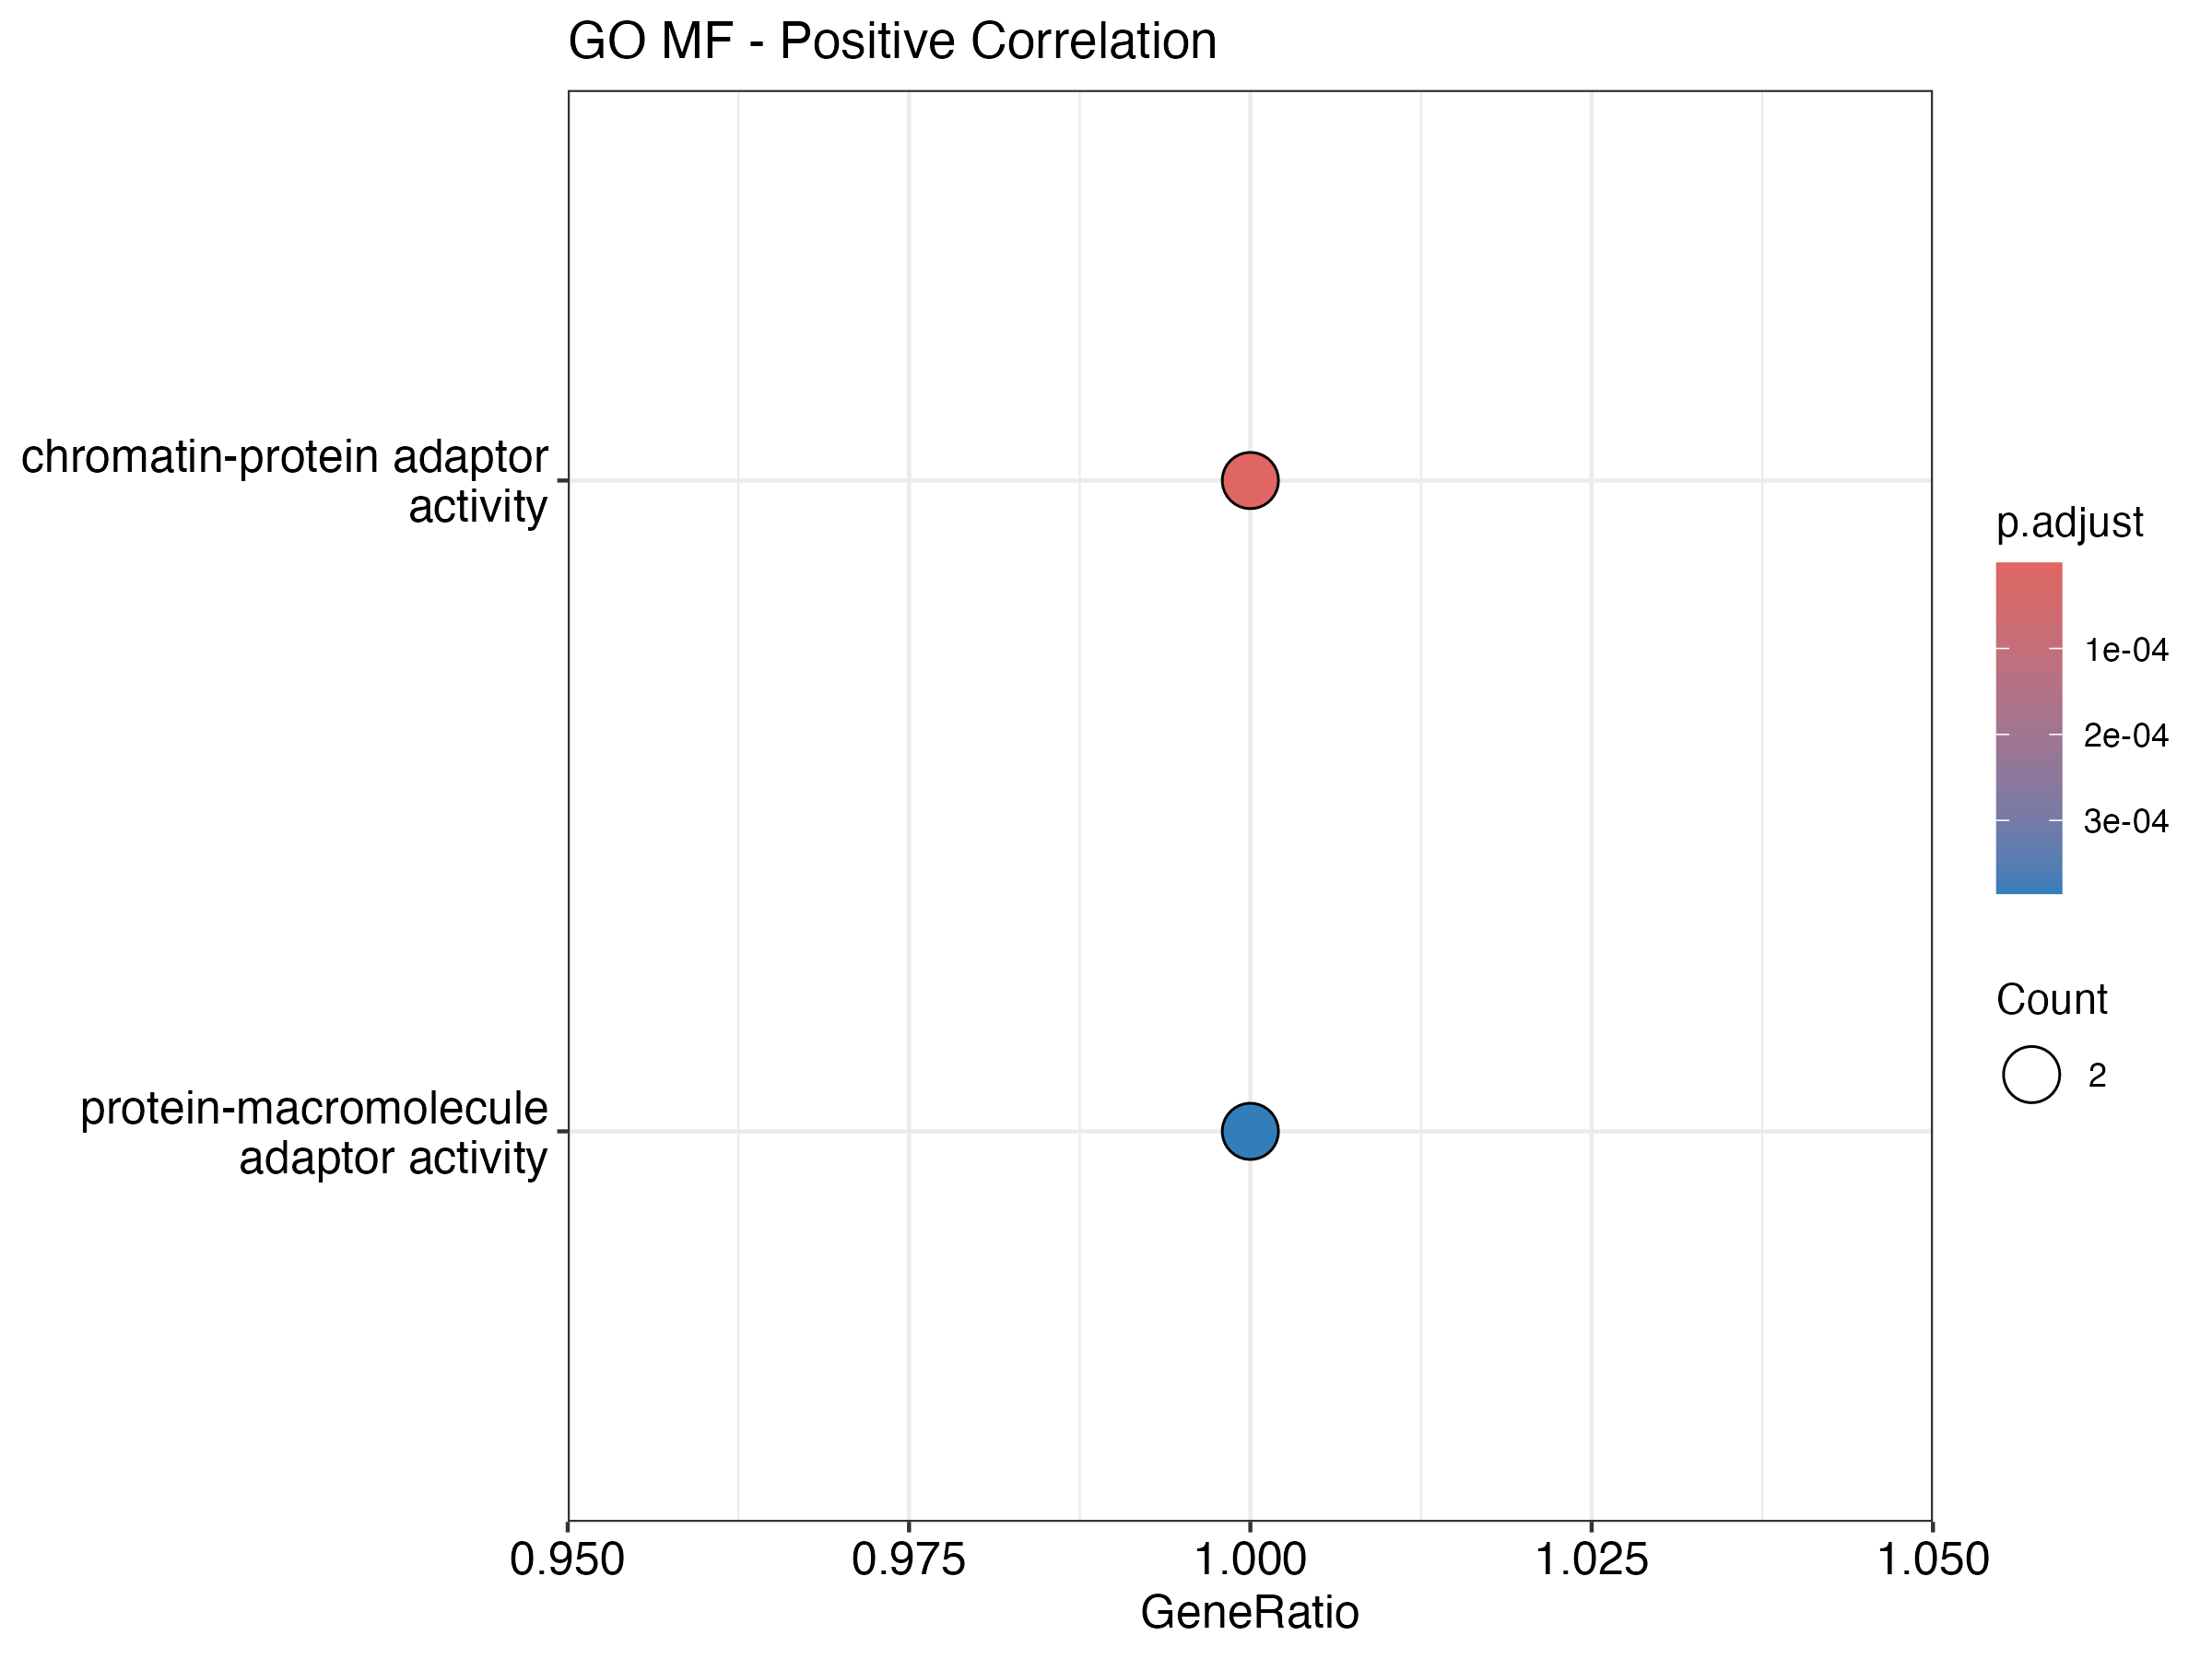 GO MF - Positive Correlation
chromatin-protein adaptor
activity
protein-macromolecule
adaptor activity
0.950
0.975
1.000
1.025
1.050
GeneRatio
p.adjust
1e-04
2e-04
3e-04
Count
2